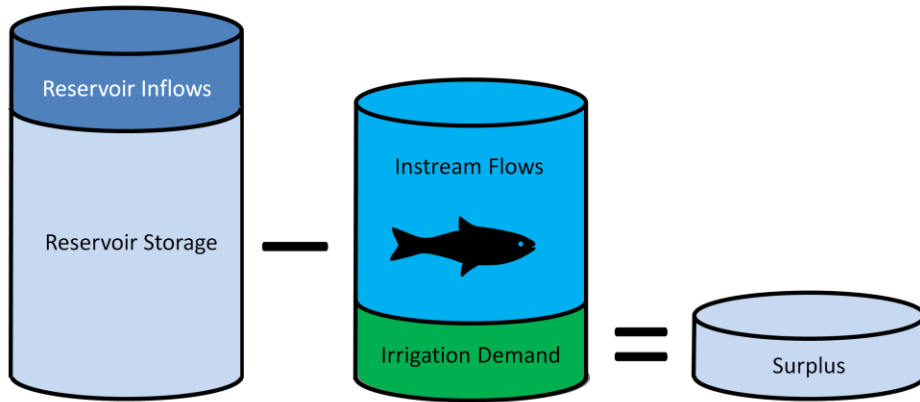 Reservoir Inflows
Reservoir Storage
Instream Flows
Irrigation Demand
Surplus